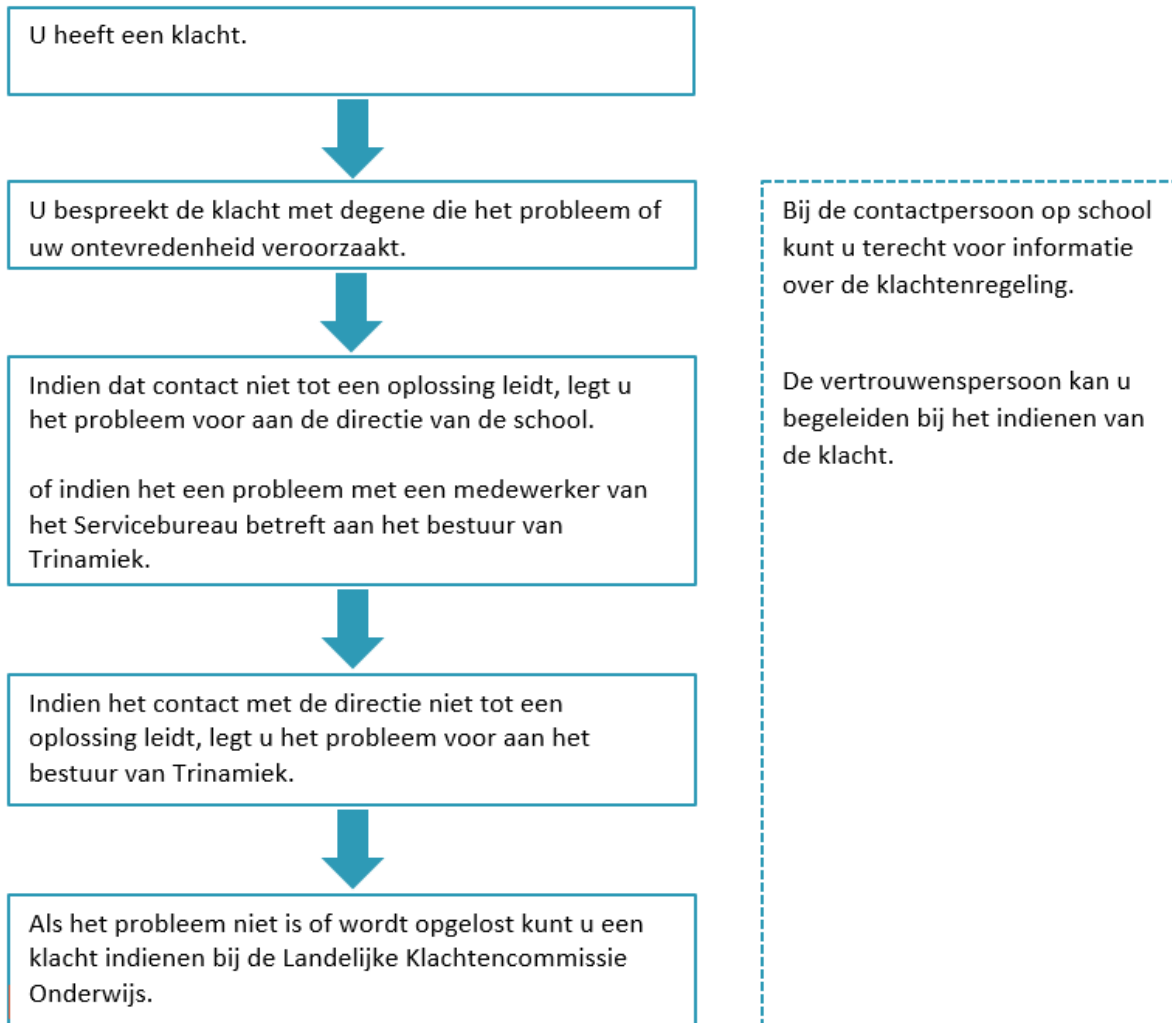 U heeft een klacht.
U bespreekt de klacht met degene die het probleem of
uw ontevredenheid veroorzaakt.
Indien dat contact niet tot een oplossing leidt, legt u
het probleem voor aan de directie van de school.
of indien het een probleem met een medewerker van
het Servicebureau betreft aan het bestuur van
Trinamiek.
Indien het contact met de directie niet tot een
oplossing leidt, legt u het probleem voor aan het
bestuur van Trinamiek.
Als het probleem niet is of wordt opgelost kunt u een
klacht indienen bij de Landelijke Klachtencommissie
Onderwijs.
Bij de contactpersoon op school
kunt u terecht voor informatie
over de klachtenregeling.
De vertrouwenspersoon kan u
begeleiden bij het indienen van
de klacht.